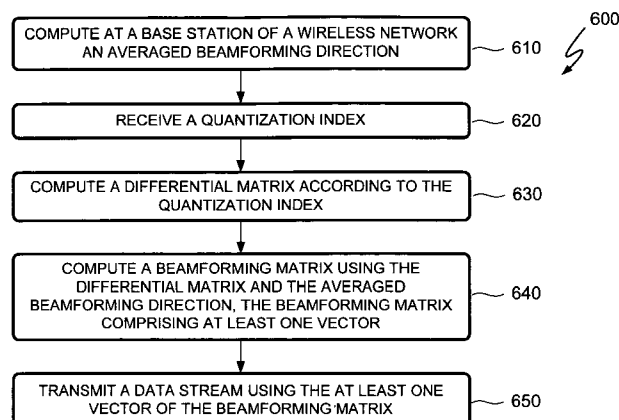 600
COMPUTE AT A BASE STATION OF A WIRELESS NETWORK
AN AVERAGED BEAMFORMING DIRECTION
610
RECEIVE A QUANTIZATION INDEX
620
COMPUTE A DIFFERENTIAL MATRIX ACCORDING TO THE
QUANTIZATION INDEX
630
COMPUTE A BEAMFORMING MATRIX USING THE
DIFFERENTIAL MATRIX AND THE AVERAGED
BEAMFORMING DIRECTION, THE BEAMFORMING MATRIX
COMPRISING AT LEAST ONE VECTOR
640
TRANSMIT A DATA STREAM USING THE AT LEAST ONE
VECTOR OF THE BEAMFORMING MATRIX
650